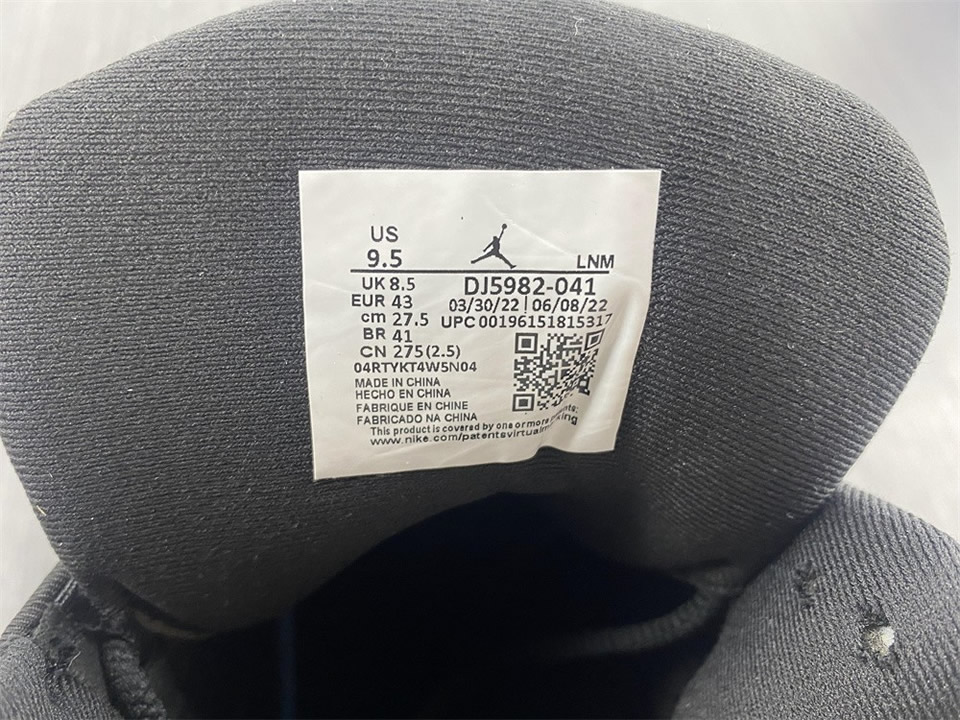 US
9.5
LNM
UK 8.5
DJ5982-041
EUR 43
03/30/22 | 06/08/22
cm 27.5
UPC 00196151815317
BR 41
CN 275(2.5)
04RTYKT4W5N04
MADE IN CHINA
HECHO EN CHINA
FABRIQUE EN CHINE
FABRICADO NA CHINA
This product is covered by one or more
www.nike.com/patents